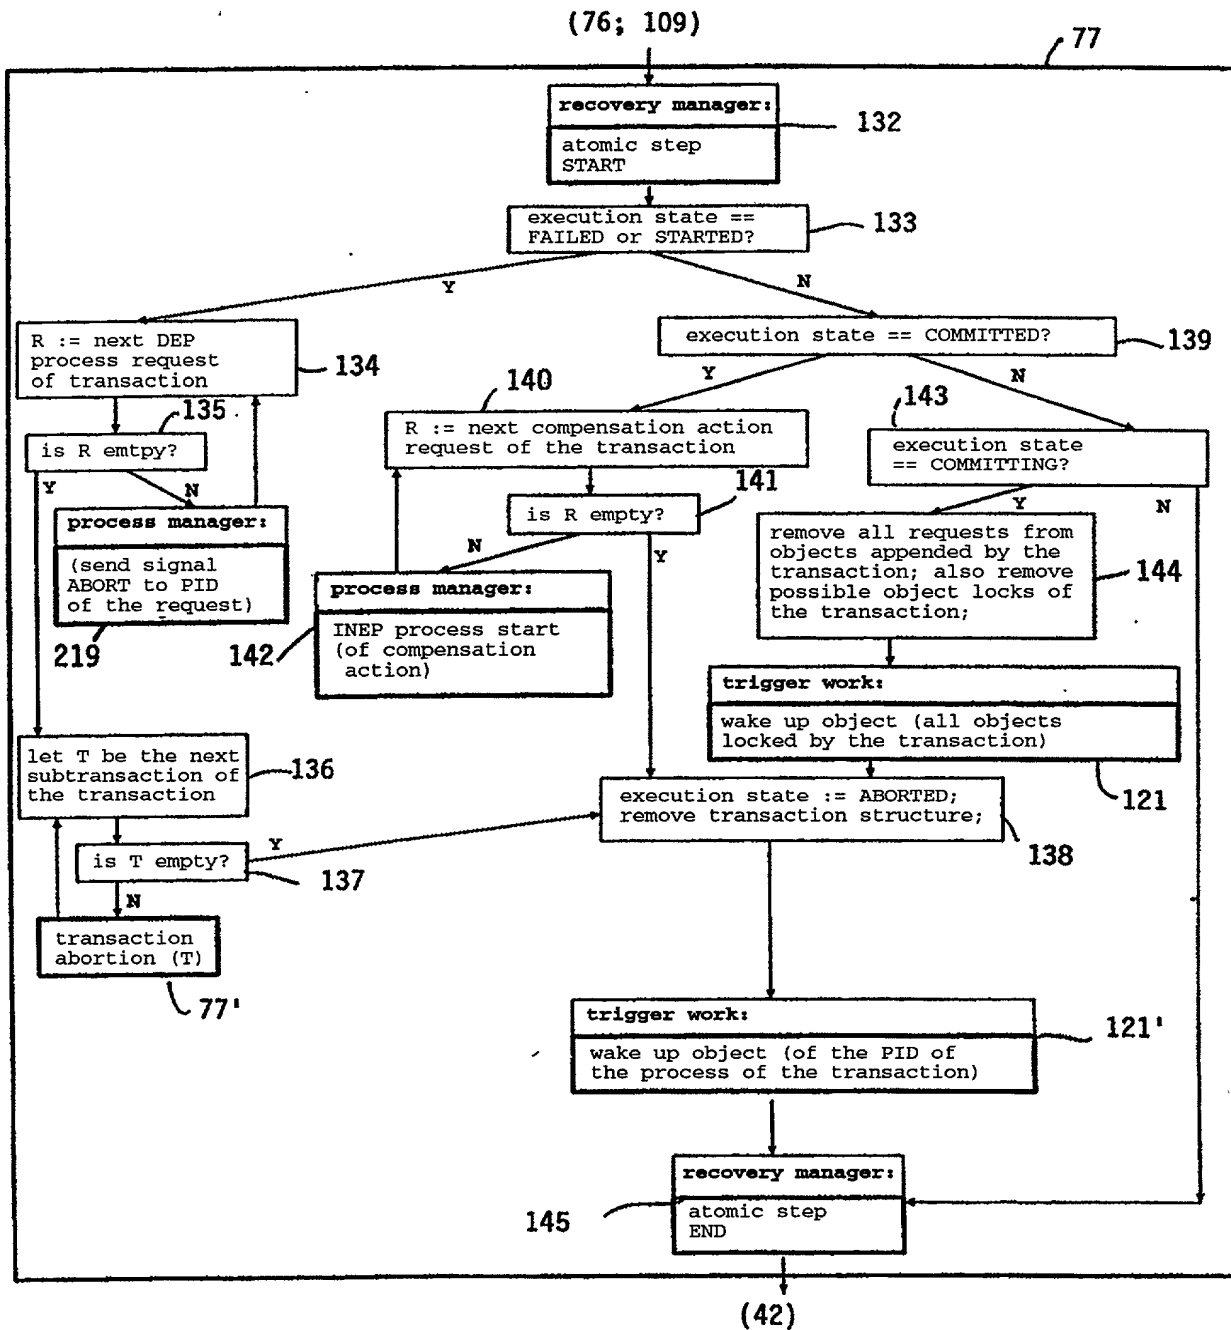 (76; 109)
77
recovery manager:
132
atomic step
START
execution state ==
FAILED or STARTED?
133
Y
N
R := next DEP
process request
of transaction
134
execution state == COMMITTED?
139
Y
N
135
is R emtpy?
Y
N
140
R := next compensation action
request of the transaction
143
execution state
== COMMITTING?
Y
N
141
is R empty?
N
Y
process manager:
(send signal
ABORT to PID
of the request)
219
process manager:
INEP process start
(of compensation
action)
142
remove all requests from
objects appended by the
transaction; also remove
possible object locks of
the transaction;
144
trigger work:
wake up object (all objects
locked by the transaction)
121
let T be the next
subtransaction of
the transaction
136
execution state := ABORTED;
remove transaction structure;
138
is T empty?
Y
137
N
transaction
abortion (T)
77'
trigger work:
121'
wake up object (of the PID of
the process of the transaction)
recovery manager:
145
atomic step
END
(42)